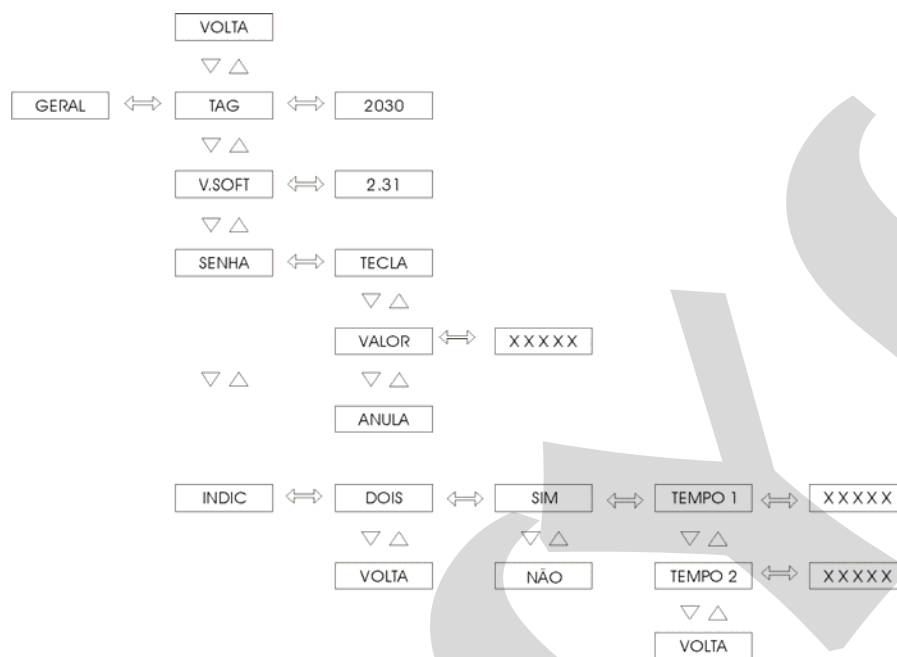 VOLTA
GERAL TAG 2030
V.SOFT 2.31
SENHA TECLA
VALOR XXXXX
ANULA
INDIC DOIS SIM TEMPO 1 XXXXX
VOLTA NÃO TEMPO 2 XXXXX
VOLTA